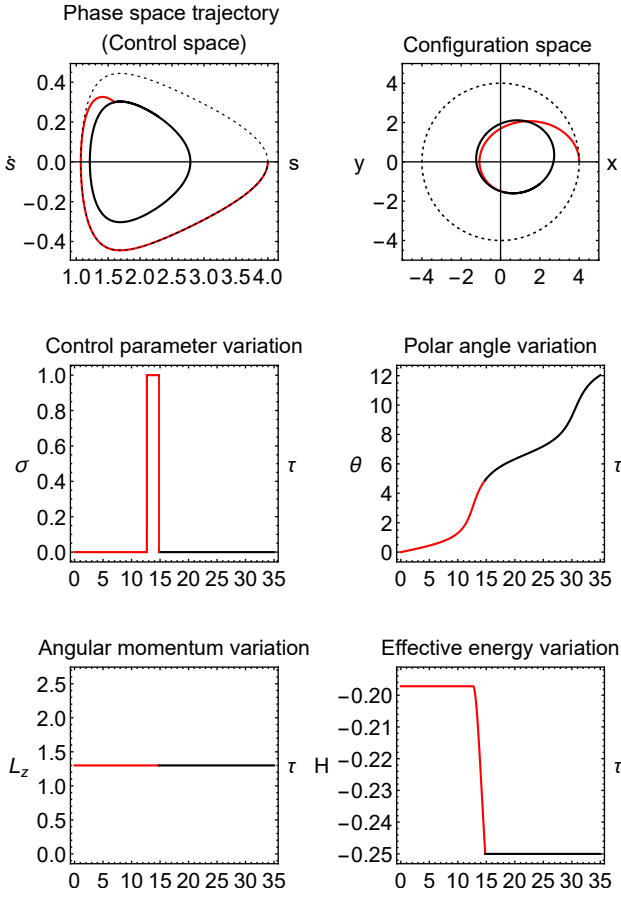 Phase space trajectory
(Control space)
Configuration space
0.4
0.2
0.0
−0.2
−0.4
ṡ
s
1.0 1.5 2.0 2.5 3.0 3.5 4.0
4
2
0
−2
−4
y
x
−4 −2 0 2 4
Control parameter variation
Polar angle variation
1.0
0.8
0.6
0.4
0.2
0.0
σ
τ
0 5 10 15 20 25 30 35
12
10
8
6
4
2
0
θ
τ
0 5 10 15 20 25 30 35
Angular momentum variation
Effective energy variation
2.5
2.0
1.5
1.0
0.5
0.0
L_z
τ
0 5 10 15 20 25 30 35
−0.20
−0.21
−0.22
−0.23
−0.24
−0.25
H
τ
0 5 10 15 20 25 30 35